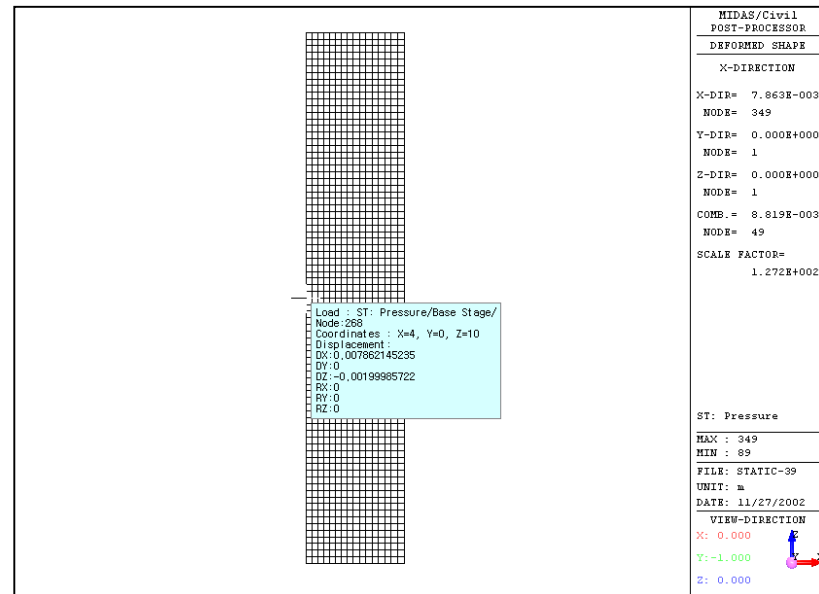 Load : ST: Pressure/Base Stage/
Node:268
Coordinates : X=4, Y=0, Z=10
Displacement :
DX:0,007862145235
DY:0
DZ:-0,00199985722
RX:0
RY:0
RZ:0
MIDAS/Civil
POST-PROCESSOR
DEFORMED SHAPE
X-DIRECTION
X-DIR= 7.863E-003
NODE= 349
Y-DIR= 0.000E+000
NODE= 1
Z-DIR= 0.000E+000
NODE= 1
COMB.= 8.819E-003
NODE= 49
SCALE FACTOR=
1.272E+002
ST: Pressure
MAX : 349
MIN : 89
FILE: STATIC-39
UNIT: m
DATE: 11/27/2002
VIEW-DIRECTION
X: 0.000
Y:-1.000
Z: 0.000